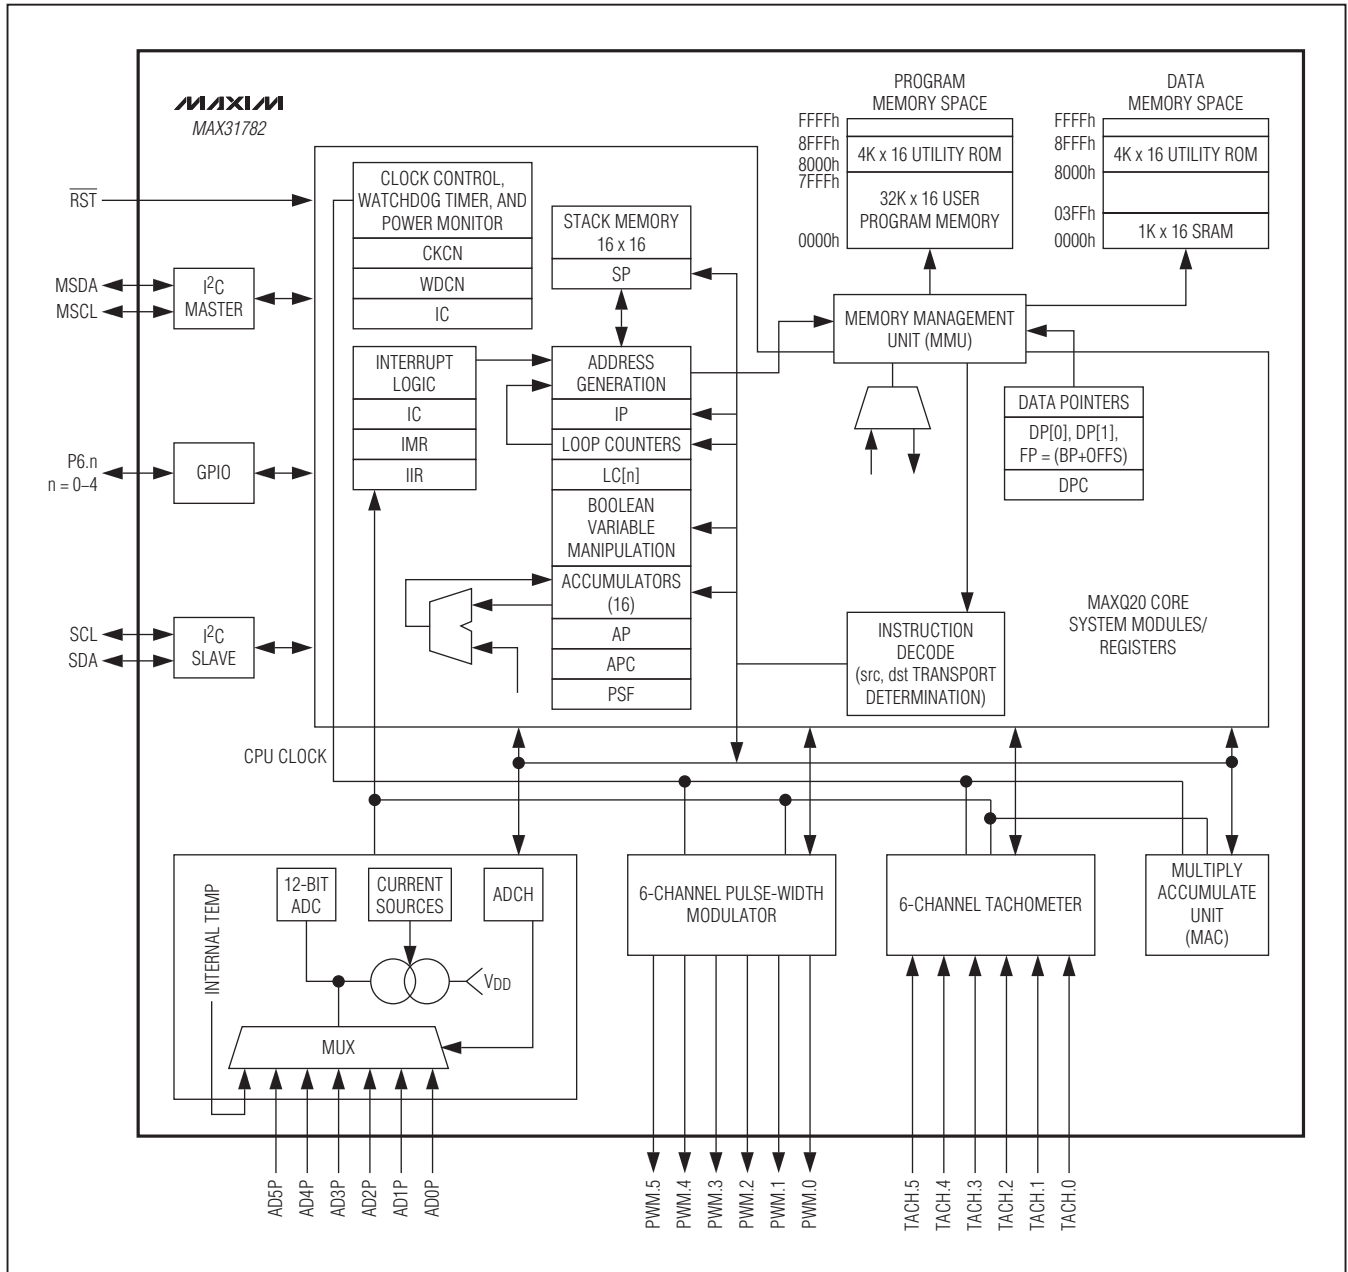 MAXIM
MAX31782
PROGRAM
MEMORY SPACE
FFFFh
8FFFh
8000h
7FFFh
0000h
4K x 16 UTILITY ROM
32K x 16 USER
PROGRAM MEMORY
DATA
MEMORY SPACE
FFFFh
8FFFh
8000h
03FFh
0000h
4K x 16 UTILITY ROM
1K x 16 SRAM
RST
MSDA
MSCL
I2C
MASTER
P6.n
n = 0–4
GPIO
SCL
SDA
I2C
SLAVE
CLOCK CONTROL,
WATCHDOG TIMER, AND
POWER MONITOR
CKCN
WDCN
IC
INTERRUPT
LOGIC
IC
IMR
IIR
STACK MEMORY
16 x 16
SP
ADDRESS
GENERATION
IP
LOOP COUNTERS
LC[n]
BOOLEAN
VARIABLE
MANIPULATION
ACCUMULATORS
(16)
AP
APC
PSF
MEMORY MANAGEMENT
UNIT (MMU)
DATA POINTERS
DP[0], DP[1],
FP = (BP+OFFS)
DPC
INSTRUCTION
DECODE
(src, dst TRANSPORT
DETERMINATION)
MAXQ20 CORE
SYSTEM MODULES/
REGISTERS
CPU CLOCK
INTERNAL TEMP
12-BIT
ADC
CURRENT
SOURCES
ADCH
VDD
MUX
6-CHANNEL PULSE-WIDTH
MODULATOR
6-CHANNEL TACHOMETER
MULTIPLY
ACCUMULATE
UNIT
(MAC)
AD5P
AD4P
AD3P
AD2P
AD1P
AD0P
PWM.5
PWM.4
PWM.3
PWM.2
PWM.1
PWM.0
TACH.5
TACH.4
TACH.3
TACH.2
TACH.1
TACH.0